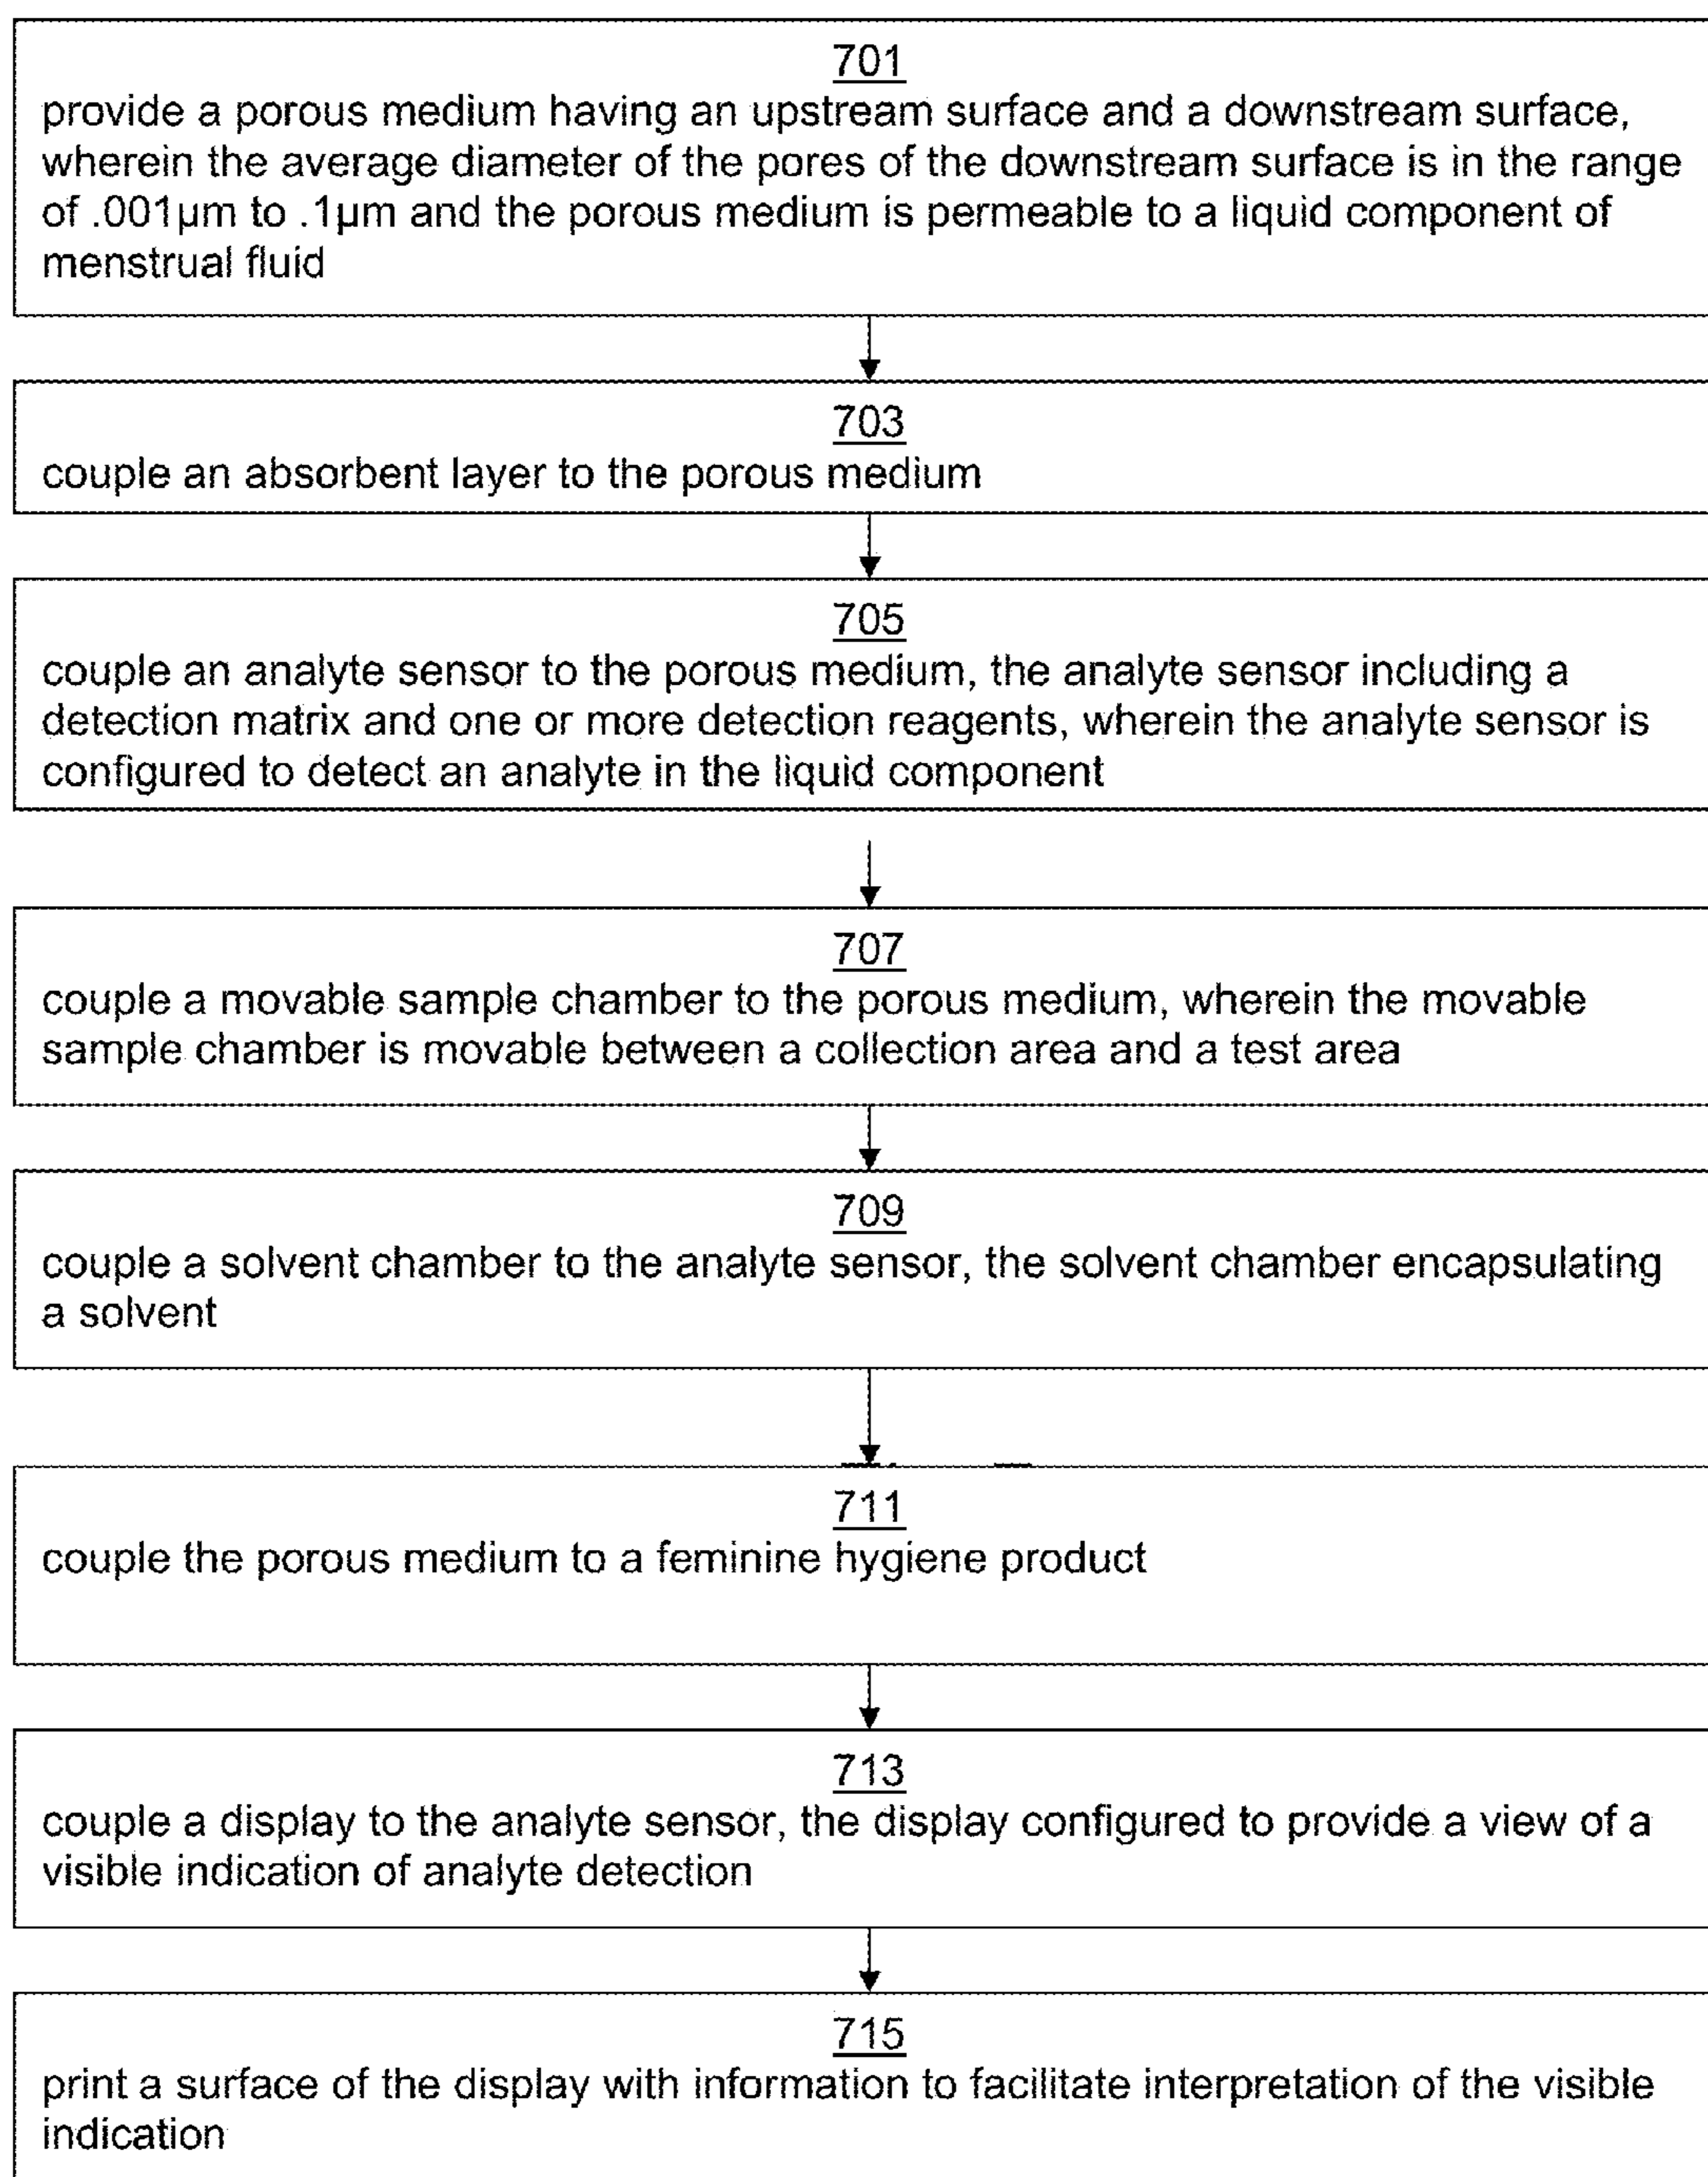 701
provide a porous medium having an upstream surface and a downstream surface,
wherein the average diameter of the pores of the downstream surface is in the range
of .001µm to .1µm and the porous medium is permeable to a liquid component of
menstrual fluid
703
couple an absorbent layer to the porous medium
705
couple an analyte sensor to the porous medium, the analyte sensor including a
detection matrix and one or more detection reagents, wherein the analyte sensor is
configured to detect an analyte in the liquid component
707
couple a movable sample chamber to the porous medium, wherein the movable
sample chamber is movable between a collection area and a test area
709
couple a solvent chamber to the analyte sensor, the solvent chamber encapsulating
a solvent
711
couple the porous medium to a feminine hygiene product
713
couple a display to the analyte sensor, the display configured to provide a view of a
visible indication of analyte detection
715
print a surface of the display with information to facilitate interpretation of the visible
indication